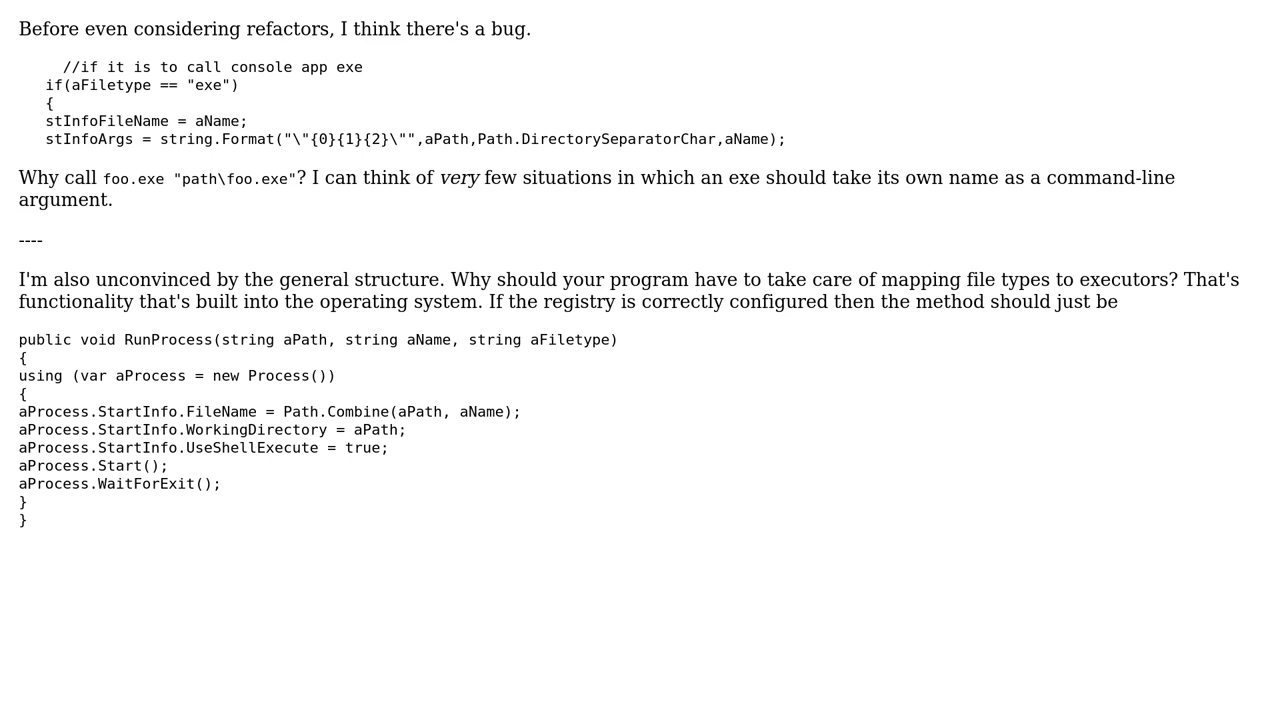 Before even considering refactors, I think there's a bug.
//if it is to call console app exe
if(aFiletype == "exe")
{
stInfoFileName = aName;
stInfoArgs = string.Format("\"{0}{1}{2}\"",aPath,Path.DirectorySeparatorChar,aName);
Why call foo.exe "path\foo.exe"? I can think of very few situations in which an exe should take its own name as a command-line
argument.
----
I'm also unconvinced by the general structure. Why should your program have to take care of mapping file types to executors? That's
functionality that's built into the operating system. If the registry is correctly configured then the method should just be
public void RunProcess(string aPath, string aName, string aFiletype)
{
using (var aProcess = new Process())
{
aProcess.StartInfo.FileName = Path.Combine(aPath, aName);
aProcess.StartInfo.WorkingDirectory = aPath;
aProcess.StartInfo.UseShellExecute = true;
aProcess.Start();
aProcess.WaitForExit();
}
}